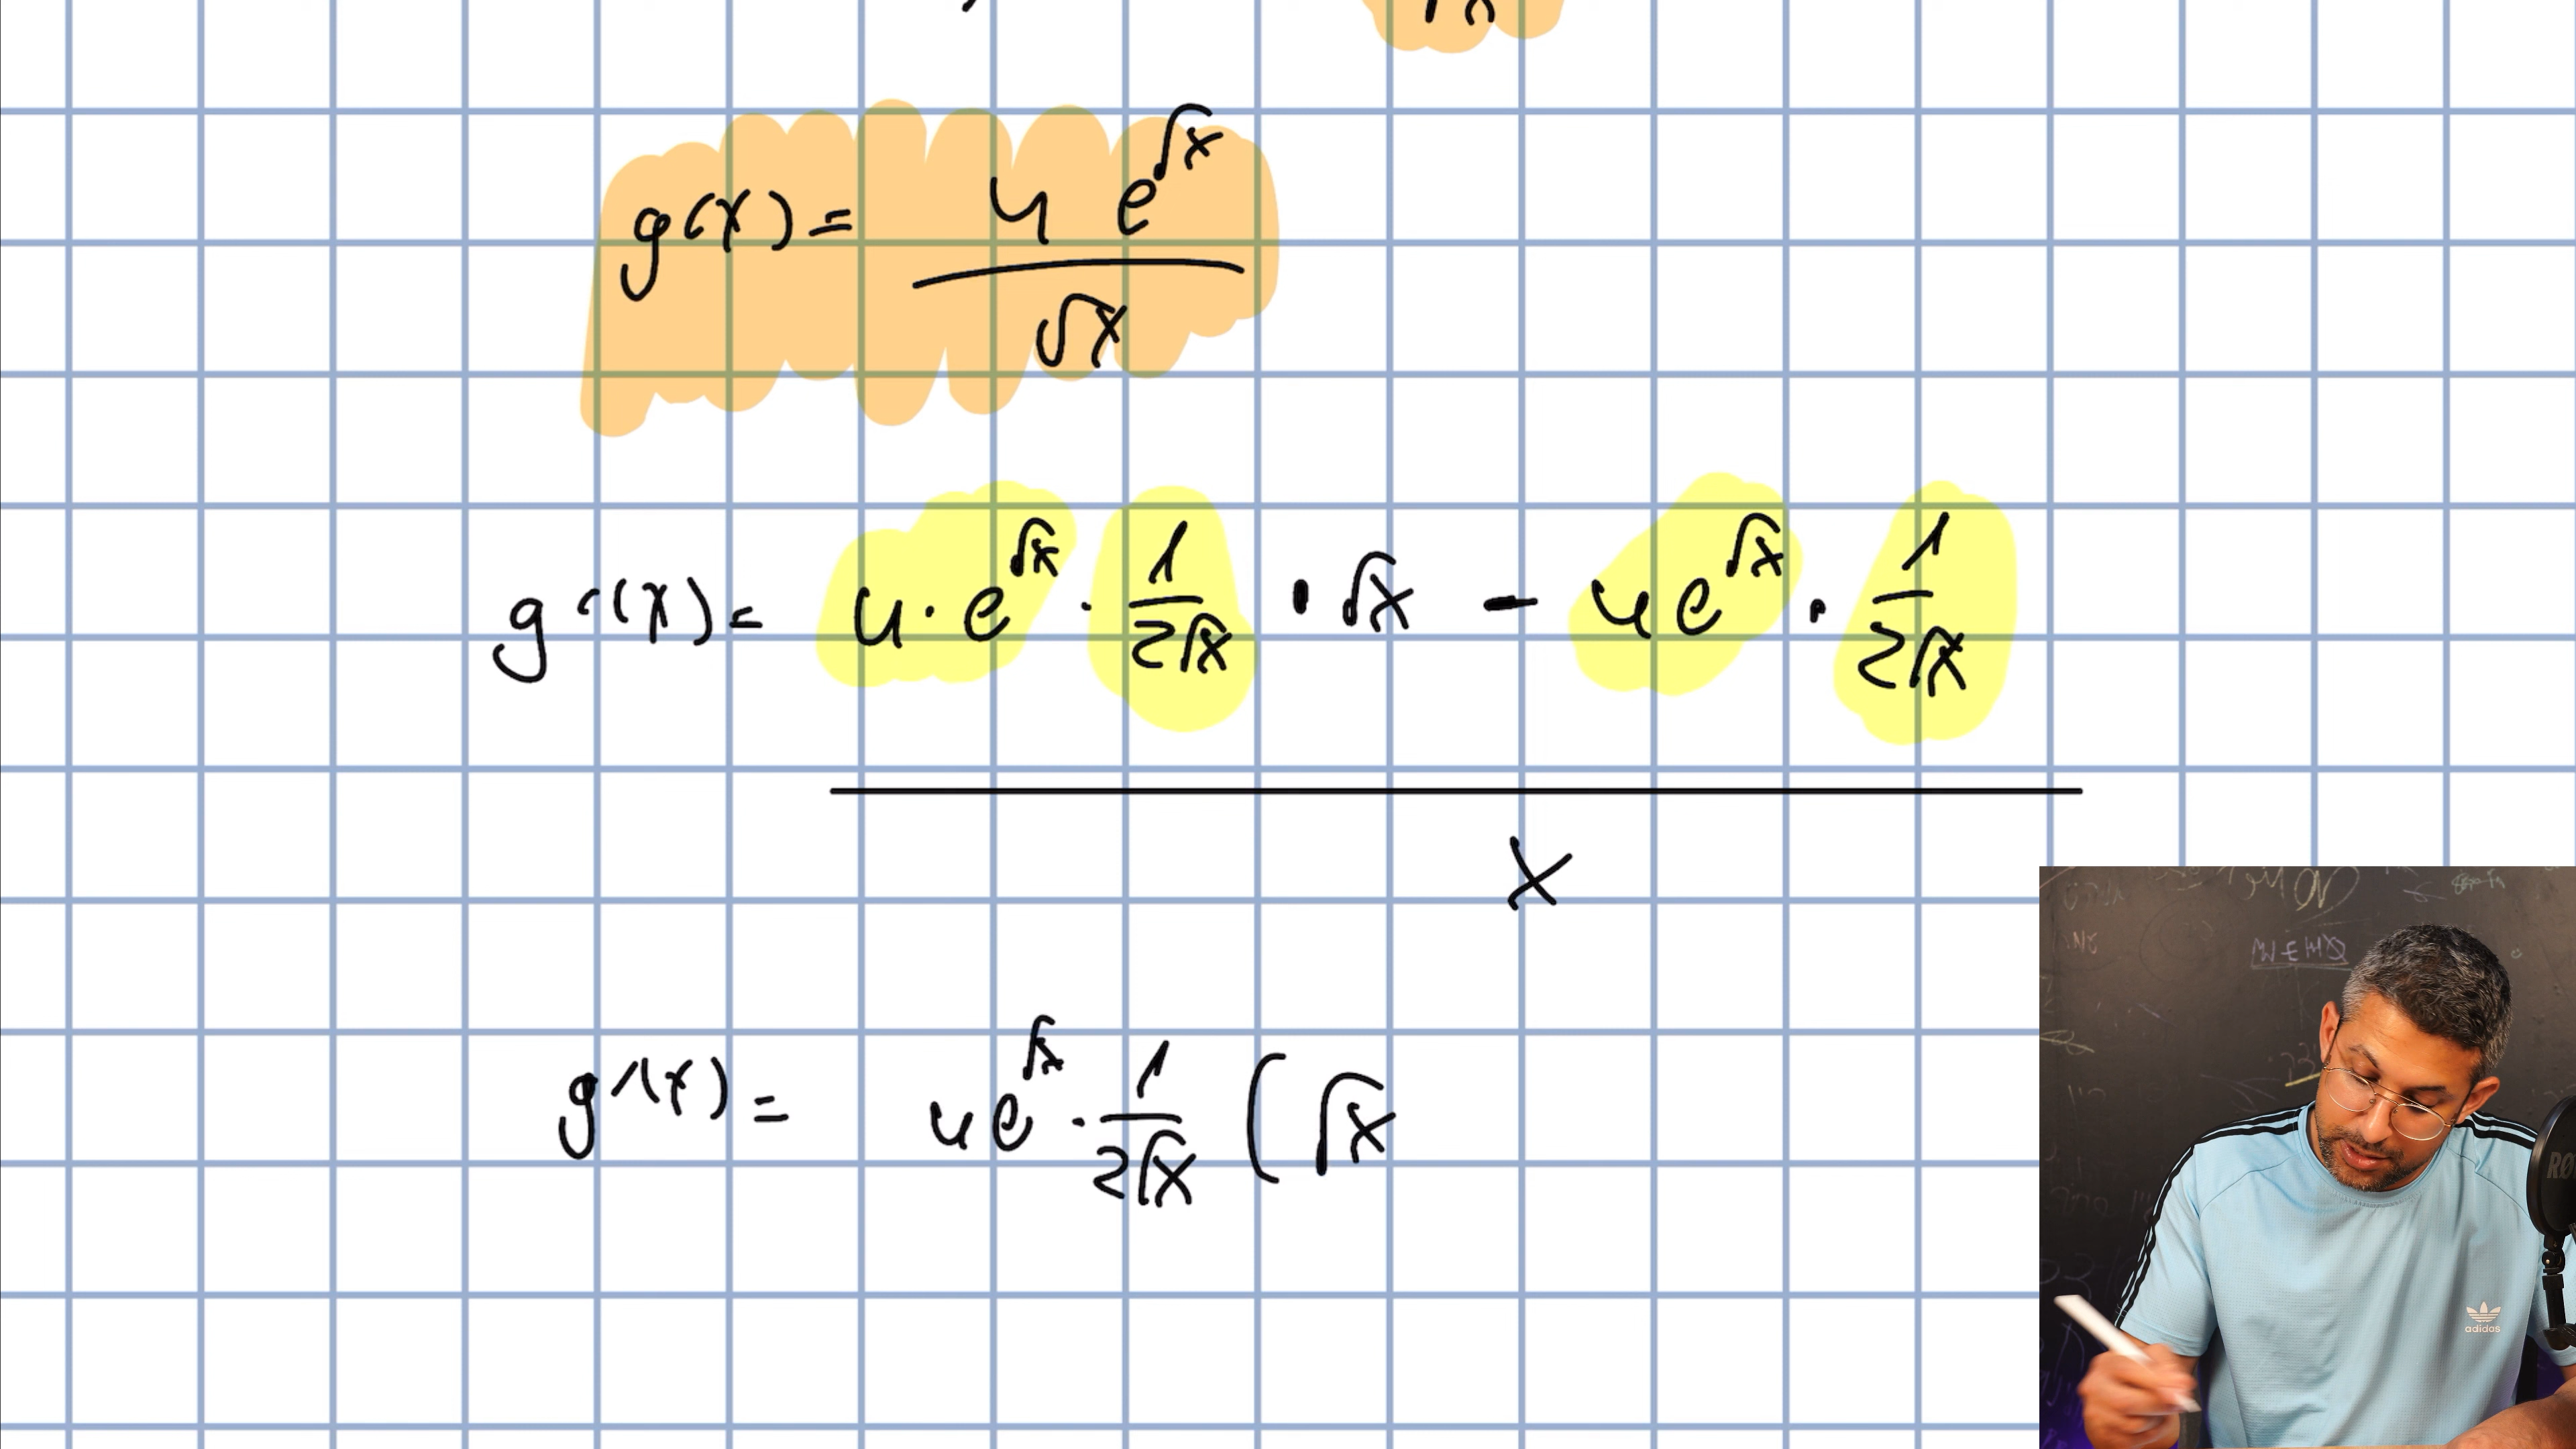 g(x) = 4 e^√x / √x
g'(x) = 4 · e^√x · 1/2√x · √x - 4e^√x · 1/2√x
x
g'(x) = 4e^√x · 1/2√x ( √x
adidas